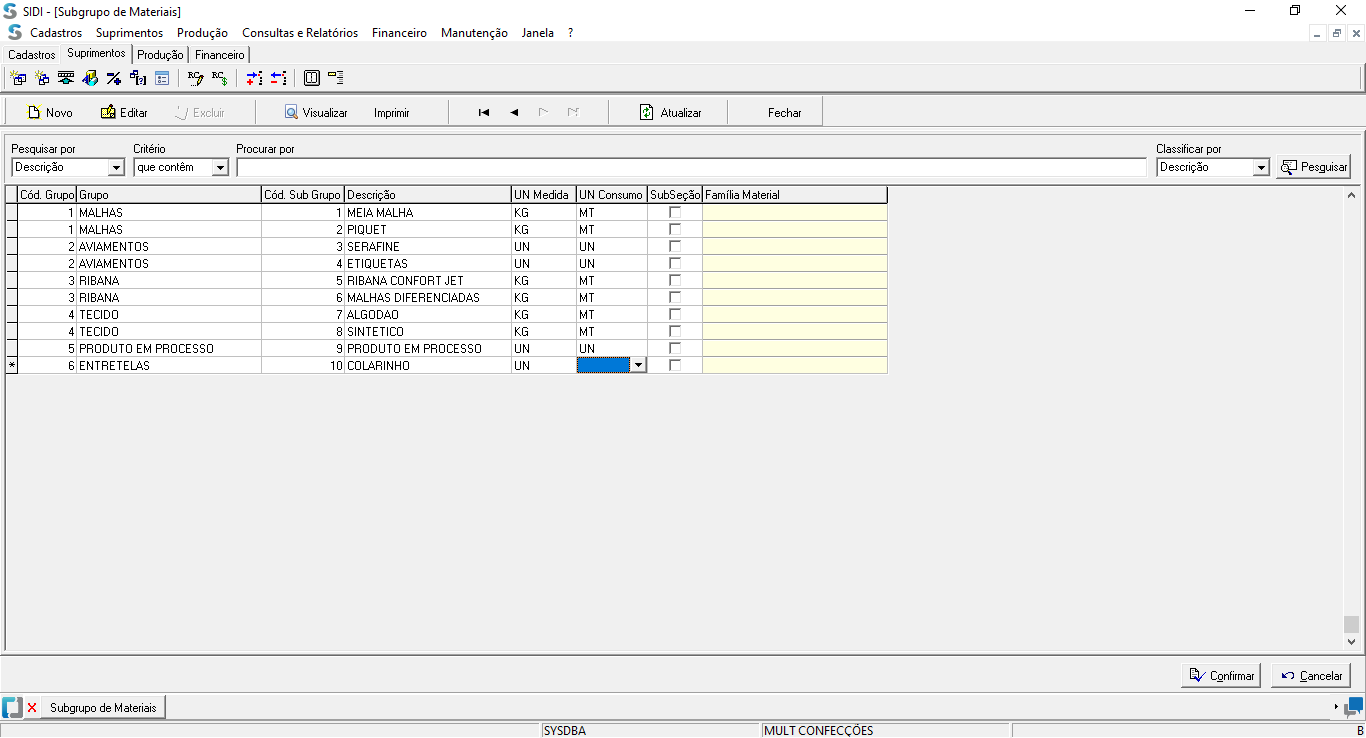 SIDI - [Subgrupo de Materiais]
Cadastros Suprimentos Produção Consultas e Relatórios Financeiro Manutenção Janela ?
Cadastros Suprimentos Produção Financeiro
Novo Editar Excluir Visualizar Imprimir Atualizar Fechar
Pesquisar por Critério Procurar por Classificar por
Descrição que contêm Descrição Pesquisar
Cód. Grupo Grupo Cód. Sub Grupo Descrição UN Medida UN Consumo SubSeção Família Material
1 MALHAS 1 MEIA MALHA KG MT
1 MALHAS 2 PIQUET KG MT
2 AVIAMENTOS 3 SERAFINE UN UN
2 AVIAMENTOS 4 ETIQUETAS UN UN
3 RIBANA 5 RIBANA CONFORT JET KG MT
3 RIBANA 6 MALHAS DIFERENCIADAS KG MT
4 TECIDO 7 ALGODAO KG MT
4 TECIDO 8 SINTETICO KG MT
5 PRODUTO EM PROCESSO 9 PRODUTO EM PROCESSO UN UN
* 6 ENTRETELAS 10 COLARINHO UN
Confirmar Cancelar
Subgrupo de Materiais
SYSDBA MULT CONFECÇÕES B